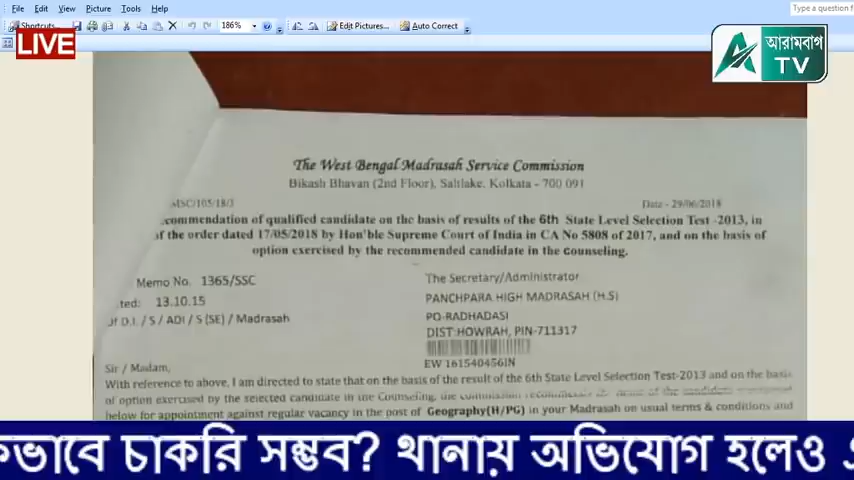 File Edit View Picture Tools Help
Type a question f
Shortcuts... 186% Edit Pictures... Auto Correct
LIVE
আরামবাগ
TV
The West Bengal Madrasah Service Commission
Bikash Bhavan (2nd Floor), Saltlake, Kolkata - 700 091
MSC/105/18/3 Date - 29/06/2018
commendation of qualified candidate on the basis of results of the 6th State Level Selection Test -2013, in
of the order dated 17/05/2018 by Hon'ble Supreme Court of India in CA No 5808 of 2017, and on the basis of
option exercised by the recommended candidate in the counseling.
Memo No. 1365/SSC
ted: 13.10.15
Of D.I. / S / ADI / S (SE) / Madrasah
The Secretary/Administrator
PANCHPARA HIGH MADRASAH (H.S)
PO-RADHADASI
DIST:HOWRAH, PIN-711317
EW 161540456IN
Sir / Madam,
With reference to above, I am directed to state that on the basis of the result of the 6th State Level Selection Test-2013 and on the basis
of option exercised by the selected candidate in the Counseling, the commission
below for appointment against regular vacancy in the post of Geography(H/PG) in your Madrasah on usual terms & conditions and
কভাবে চাকরি সম্ভব? থানায় অভিযোগ হলেও